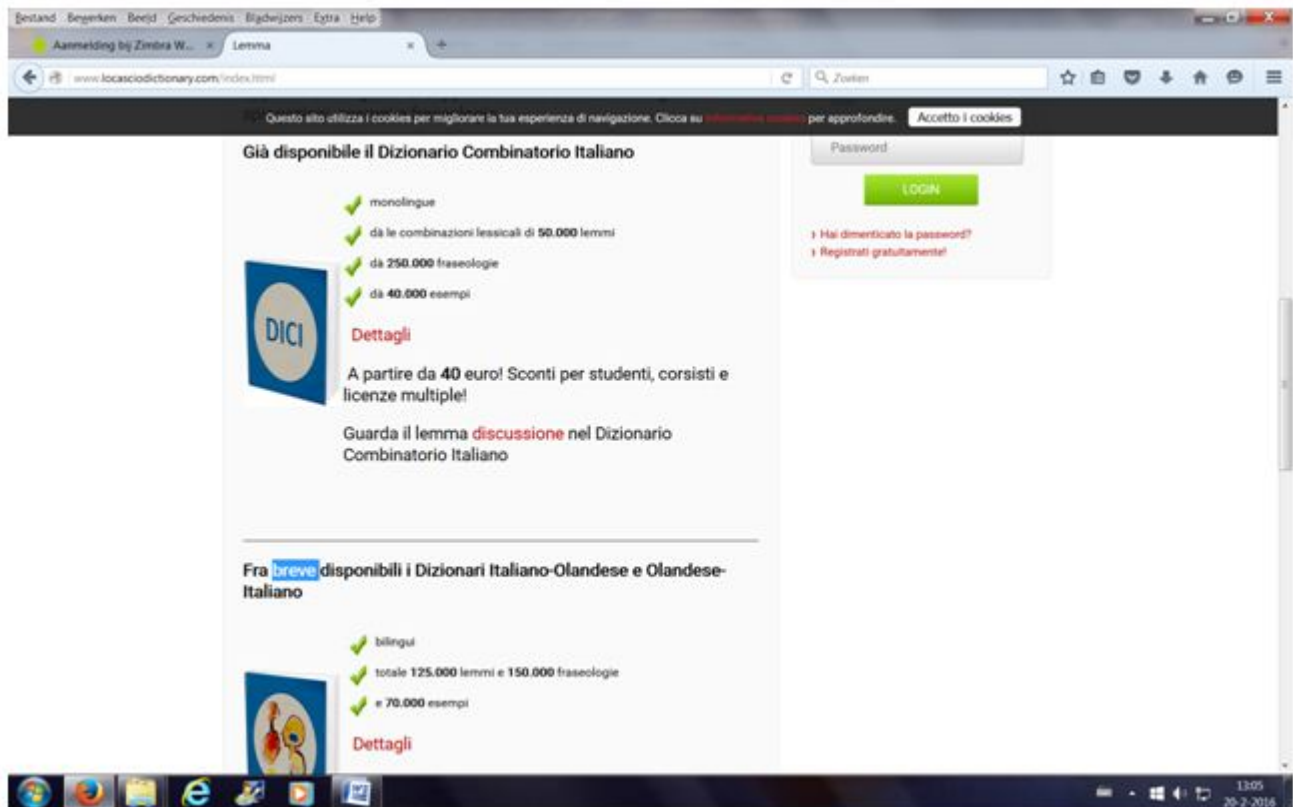 Bestand Bewerken Beeld Geschiedenis Bladwijzers Extra Help
Aanmelding bij Zimbra W...
Lemma
www.locasciodictionary.com/index.html
Zoeken
Questo sito utilizza i cookies per migliorare la tua esperienza di navigazione. Clicca su informativa cookies per approfondire. Accetto i cookies
Password
Già disponibile il Dizionario Combinatorio Italiano
LOGIN
monolingue
dà le combinazioni lessicali di 50.000 lemmi
Hai dimenticato la password?
Registrati gratuitamente!
dà 250.000 fraseologie
dà 40.000 esempi
DICI
Dettagli
A partire da 40 euro! Sconti per studenti, corsisti e
licenze multiple!
Guarda il lemma discussione nel Dizionario
Combinatorio Italiano
Fra breve disponibili i Dizionari Italiano-Olandese e Olandese-
Italiano
bilingui
totale 125.000 lemmi e 150.000 fraseologie
e 70.000 esempi
Dettagli
13:05
20-2-2016